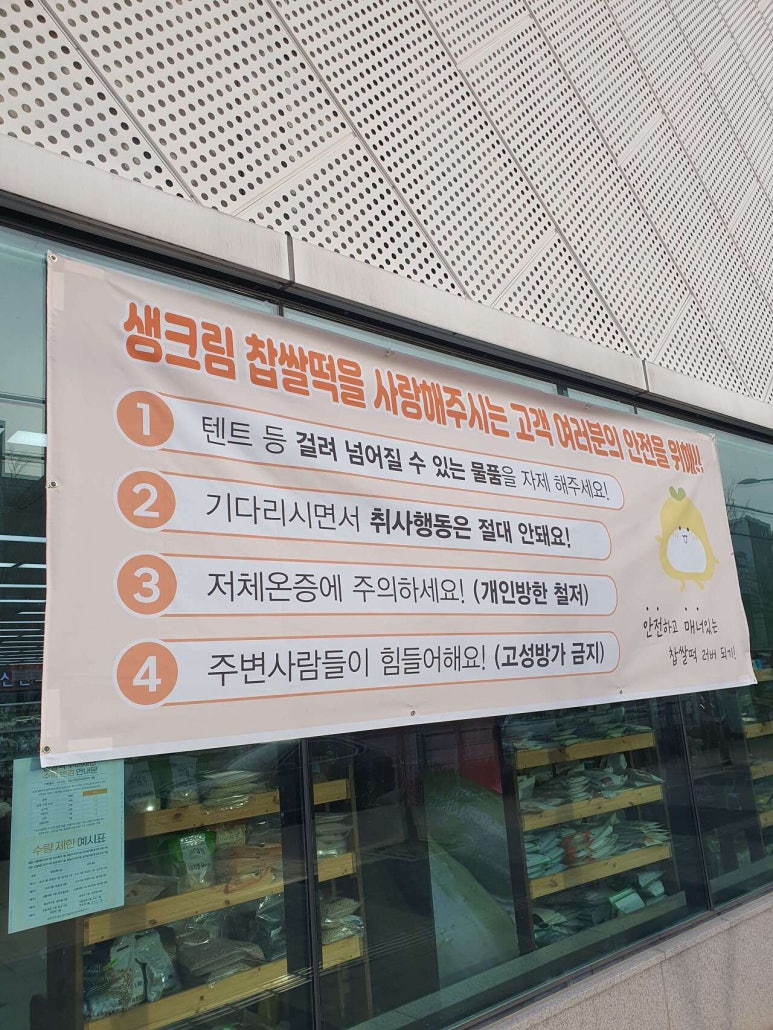 생크림 찹쌀떡을 사랑해주시는 고객 여러분의 안전을 위해!!
1 텐트 등 걸려 넘어질 수 있는 물품을 자제 해주세요!
2 기다리시면서 취사행동은 절대 안돼요!
3 저체온증에 주의하세요! (개인방한 철저)
4 주변사람들이 힘들어해요! (고성방가 금지)
안전하고 매너있는
찹쌀떡 러버 되기!
안내문
수량 제한 예시표